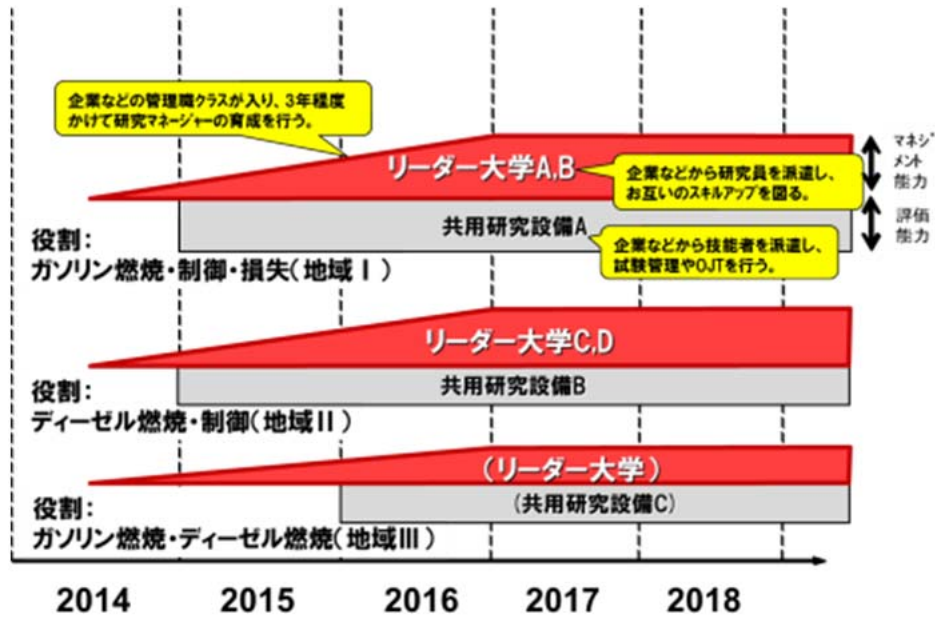 企業などの管理職クラスが入り、3年程度
かけて研究マネージャーの育成を行う。
リーダー大学A,B
企業などから研究員を派遣し、
お互いのスキルアップを図る。
マネジ
メント
能力
共用研究設備A
企業などから技能者を派遣し、
試験管理やOJTを行う。
評価
能力
役割：
ガソリン燃焼・制御・損失（地域Ⅰ）
リーダー大学C,D
共用研究設備B
役割：
ディーゼル燃焼・制御（地域Ⅱ）
（リーダー大学）
(共用研究設備C)
役割：
ガソリン燃焼・ディーゼル燃焼（地域Ⅲ）
2014 2015 2016 2017 2018